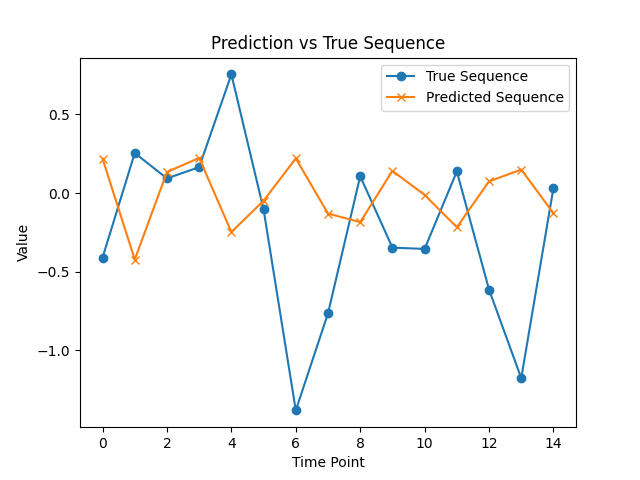 Prediction vs True Sequence
True Sequence
Predicted Sequence
0.5
0.0
−0.5
−1.0
Value
0 2 4 6 8 10 12 14
Time Point